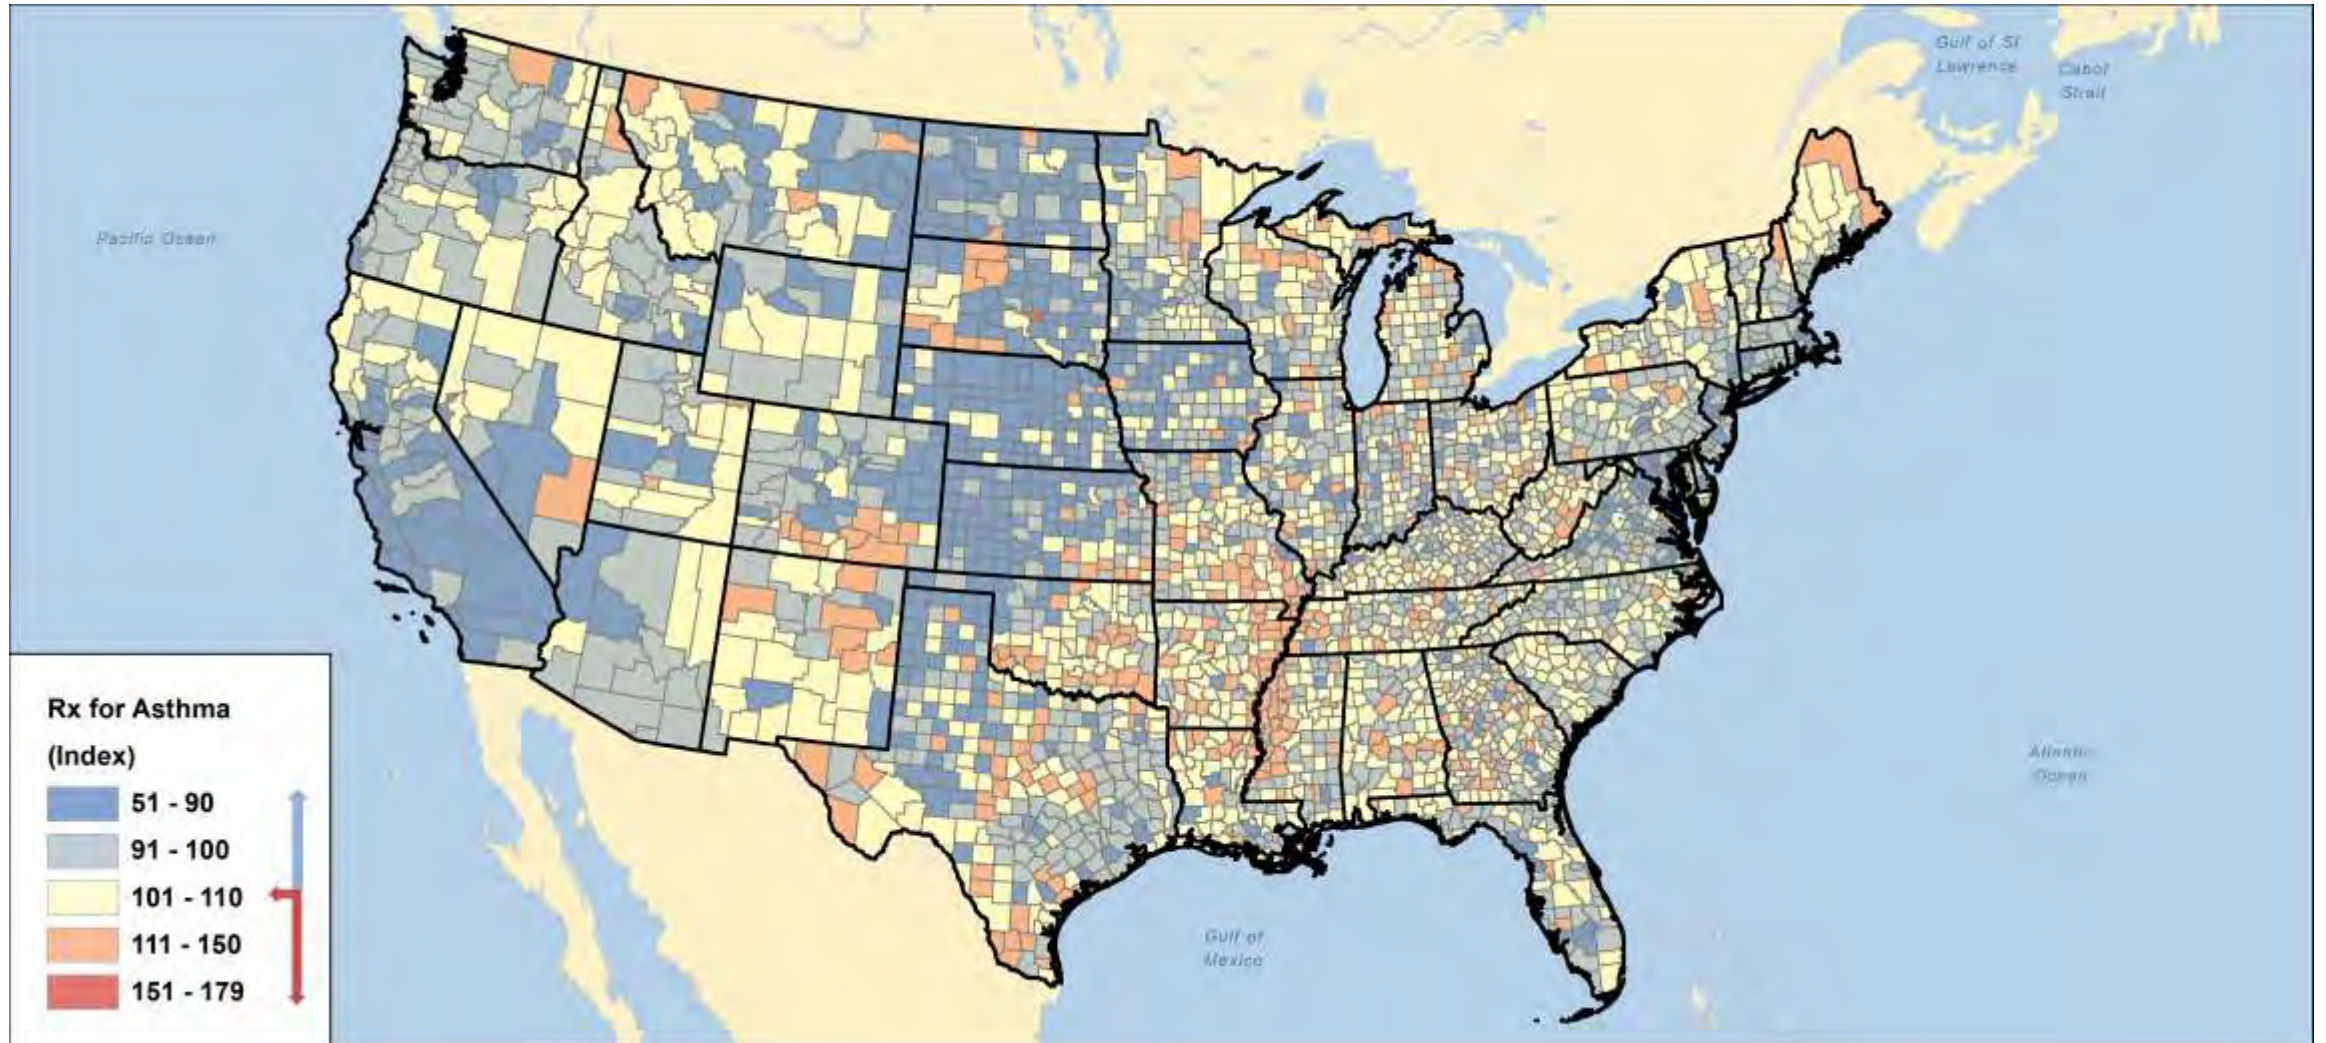 Gulf of St
Lawrence
Cabot
Strait
Pacific Ocean
Atlantic
Ocean
Gulf of
Mexico
Rx for Asthma
(Index)
51 - 90
91 - 100
101 - 110
111 - 150
151 - 179